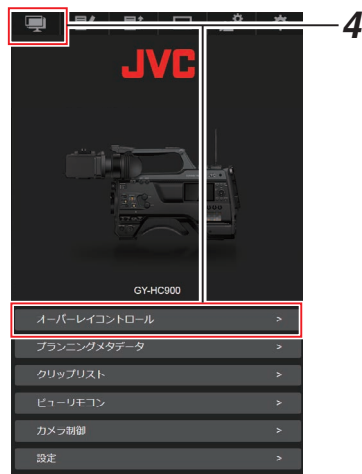 4
JVC
GY-HC900
オーバーレイコントロール >
プランニングメタデータ >
クリップリスト >
ビューリモコン >
カメラ制御 >
設定 >